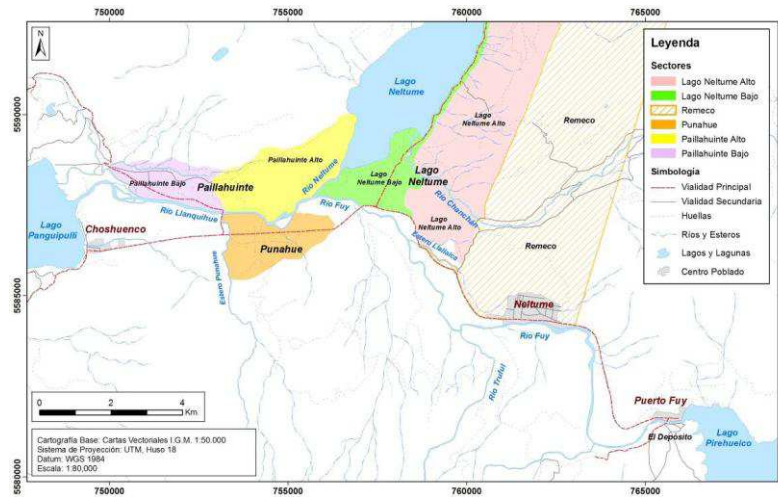 750000
755000
760000
765000
N
5590000
5585000
5580000
Lago
Neltume
Lago
Neltume Alto
Remeco
Paillahuinte Alto
Paillahuinte Bajo
Paillahuinte
Río Neltume
Lago
Neltume Bajo
Lago
Neltume
Río Llanquihue
Río Fuy
Río Chanchán
Lago
Neltume Alto
Lago
Panguipulli
Choshuenco
Punahue
Estero Punahue
Remeco
Neltume
Río Fuy
Río Truful
Puerto Fuy
El Depósito
Lago
Pirehueico
Leyenda
Sectores
Lago Neltume Alto
Lago Neltume Bajo
Remeco
Punahue
Paillahuinte Alto
Paillahuinte Bajo
Simbología
Vialidad Principal
Vialidad Secundaria
Huellas
Ríos y Esteros
Lagos y Lagunas
Centro Poblado
0 2 4
Km
Cartografía Base: Cartas Vectoriales I.G.M. 1:50.000
Sistema de Proyección: UTM, Huso 18
Datum: WGS 1984
Escala: 1:80,000
5590000
5585000
5580000
750000
755000
760000
765000